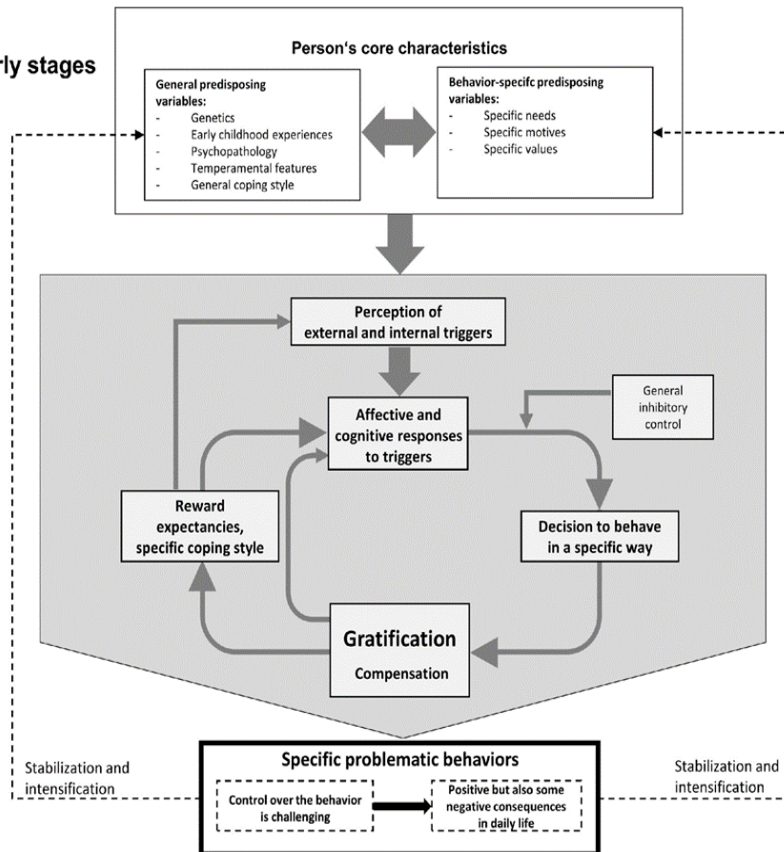 rly stages
Person's core characteristics
General predisposing
variables:
- Genetics
- Early childhood experiences
- Psychopathology
- Temperamental features
- General coping style
Behavior-specifc predisposing
variables:
- Specific needs
- Specific motives
- Specific values
Perception of
external and internal triggers
Affective and
cognitive responses
to triggers
General
inhibitory
control
Reward
expectancies,
specific coping style
Decision to behave
in a specific way
Gratification
Compensation
Specific problematic behaviors
Control over the behavior
is challenging
Positive but also some
negative consequences
in daily life
Stabilization and
intensification
Stabilization and
intensification